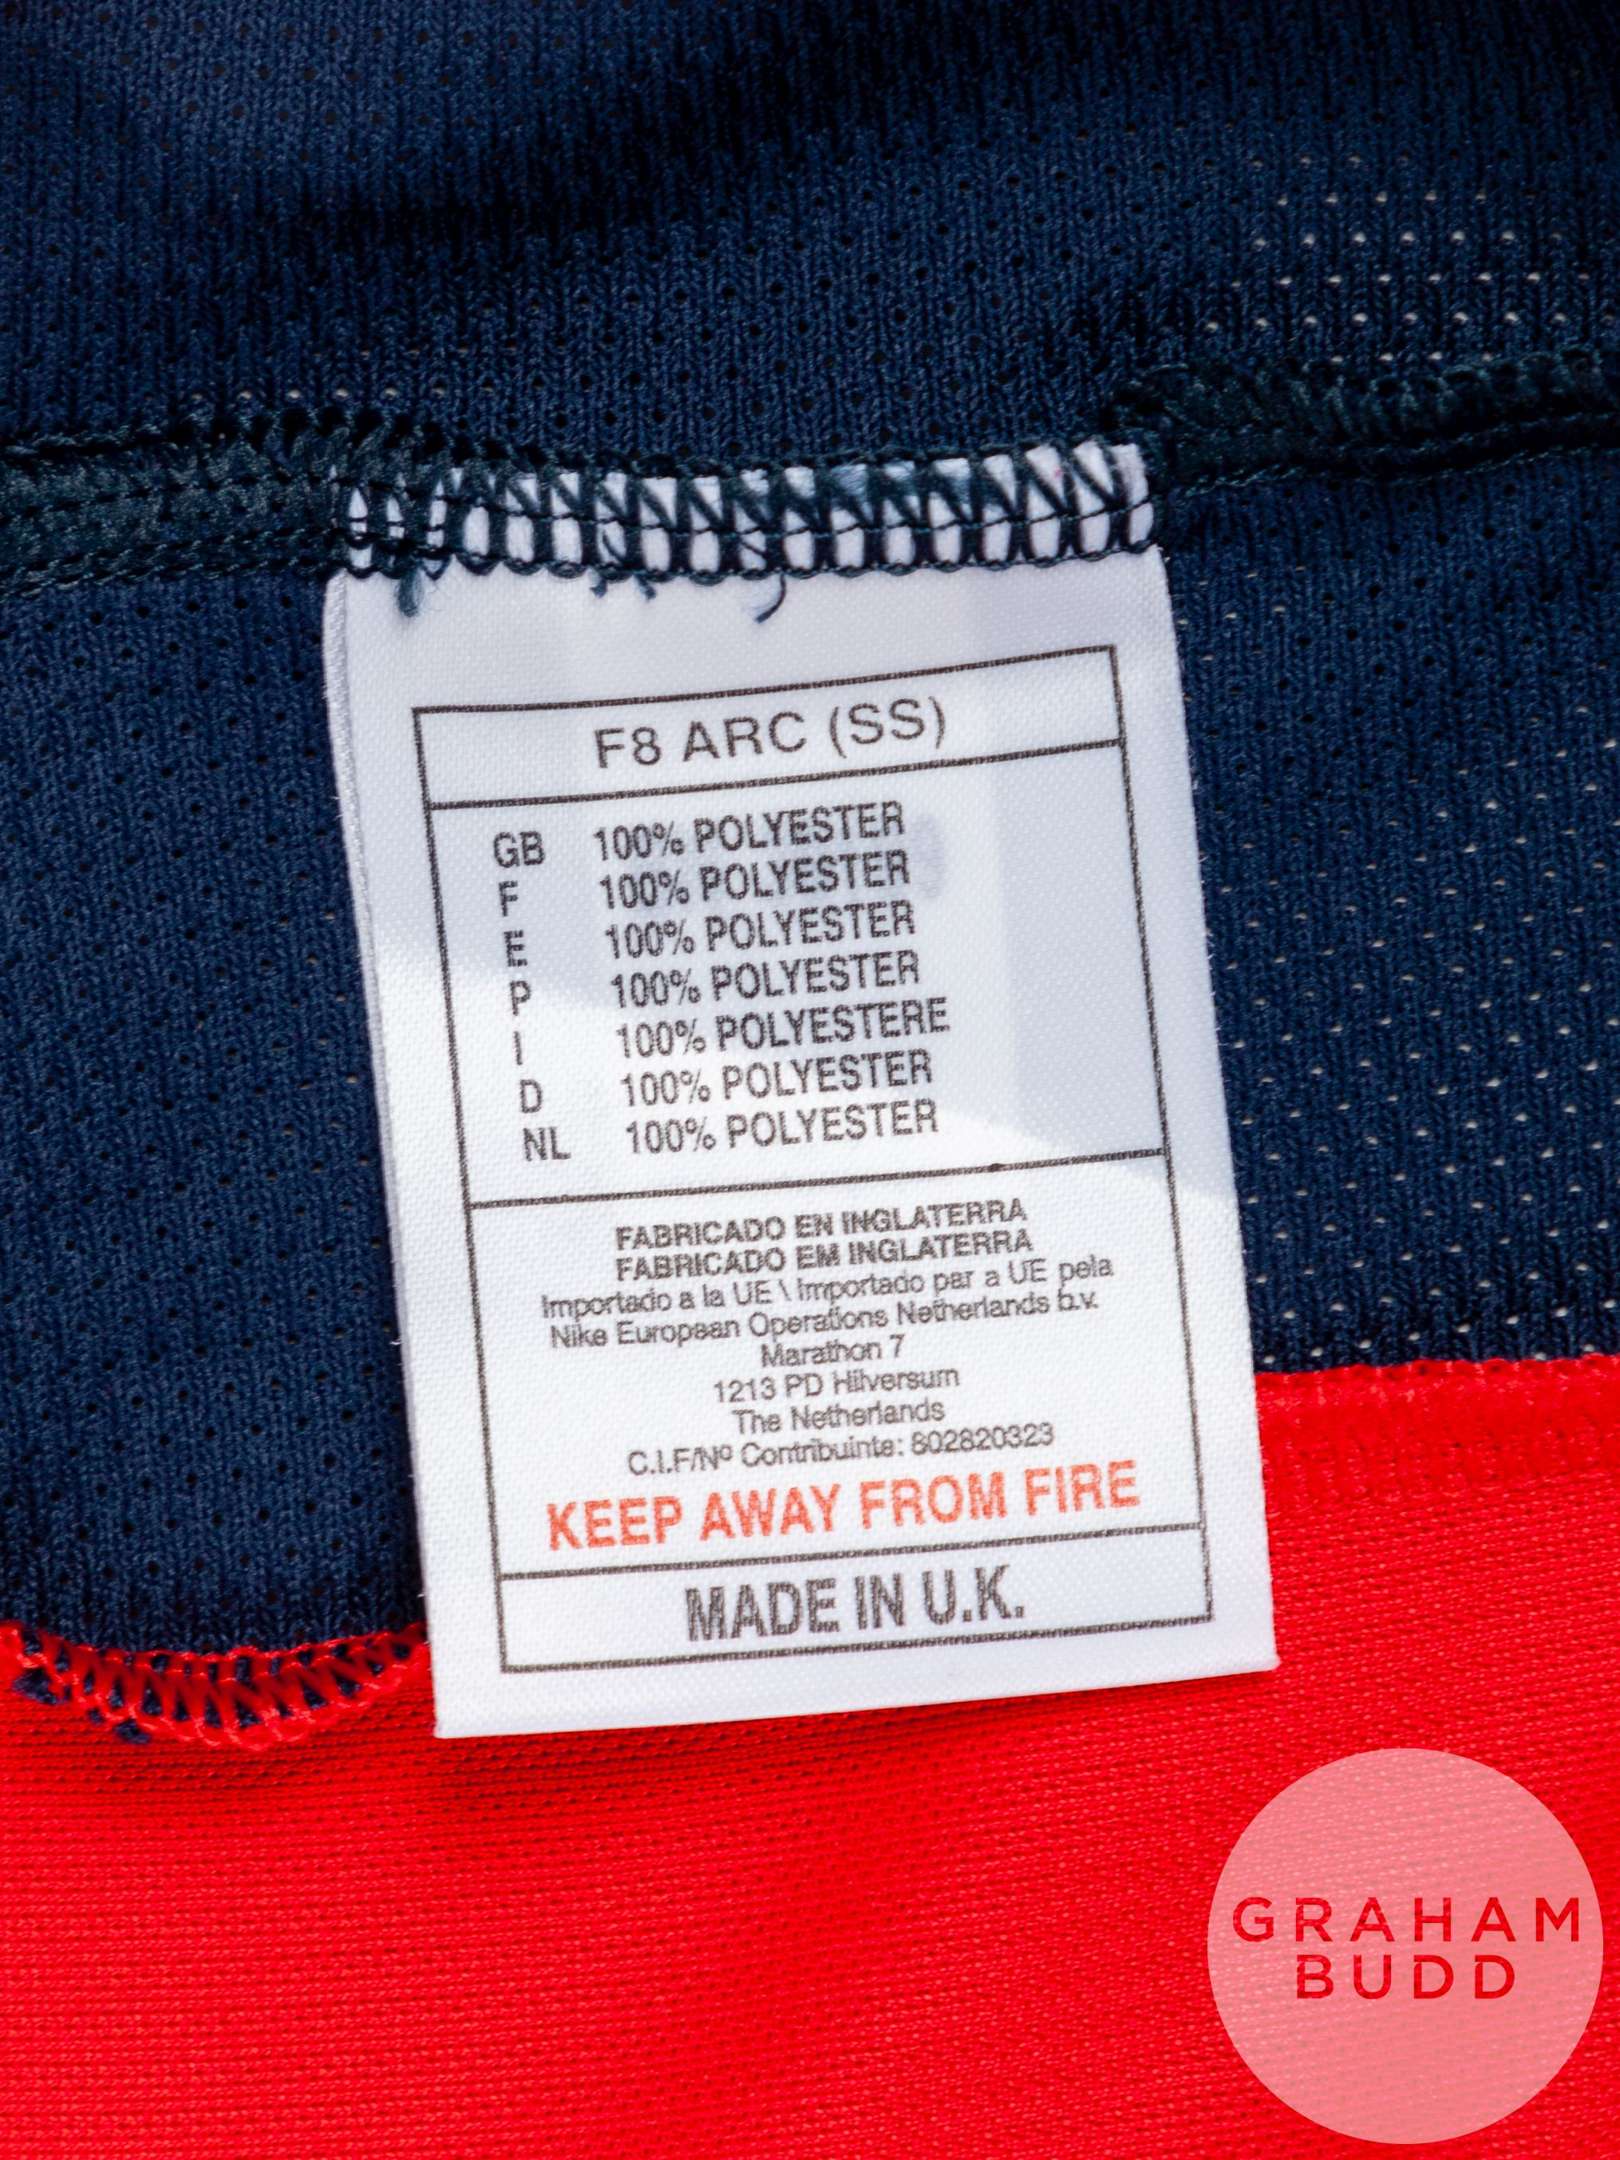 F8 ARC (SS)
GB 100% POLYESTER
F 100% POLYESTER
E 100% POLYESTER
P 100% POLYESTER
I 100% POLYESTERE
D 100% POLYESTER
NL 100% POLYESTER
FABRICADO EN INGLATERRA
FABRICADO EM INGLATERRA
Importado a la UE \ Importado par a UE pela
Nike European Operations Netherlands b.v.
Marathon 7
1213 PD Hilversum
The Netherlands
C.I.F/Nº Contribuinte: 802820323
KEEP AWAY FROM FIRE
MADE IN U.K.
GRAHAM
BUDD